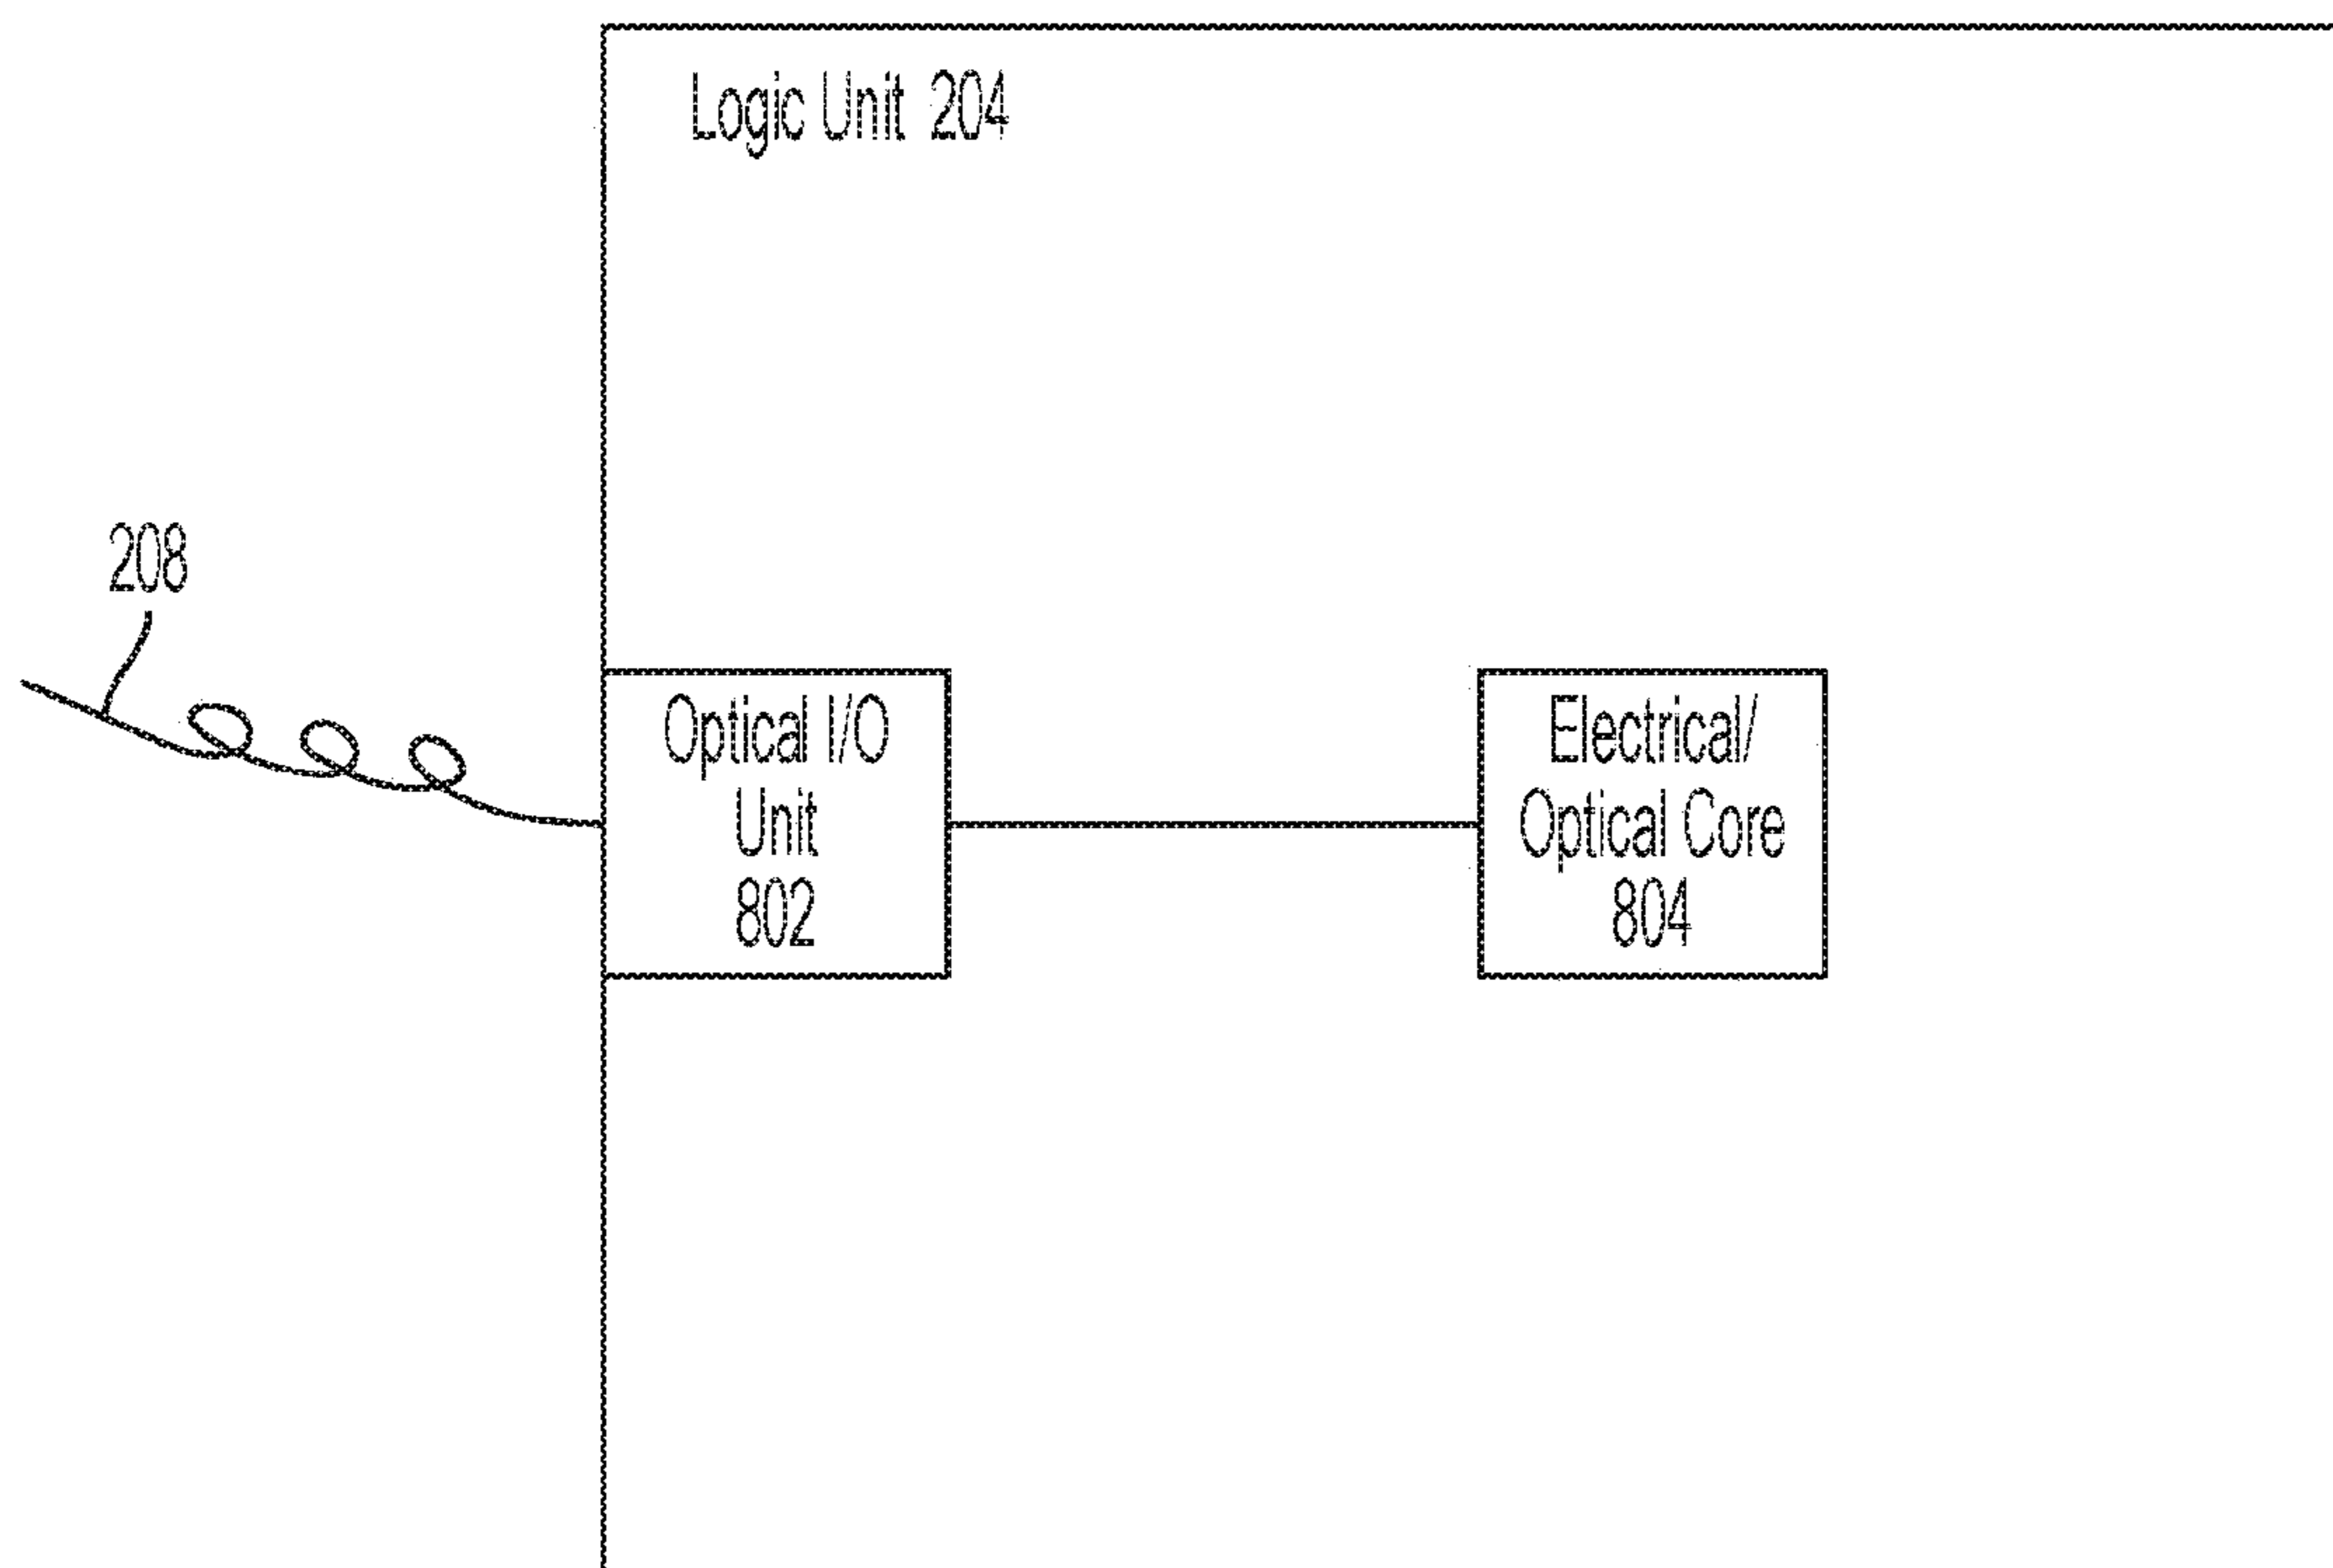 Logic Unit 204
208
Optical I/O
Unit
802
Electrical/
Optical Core
804